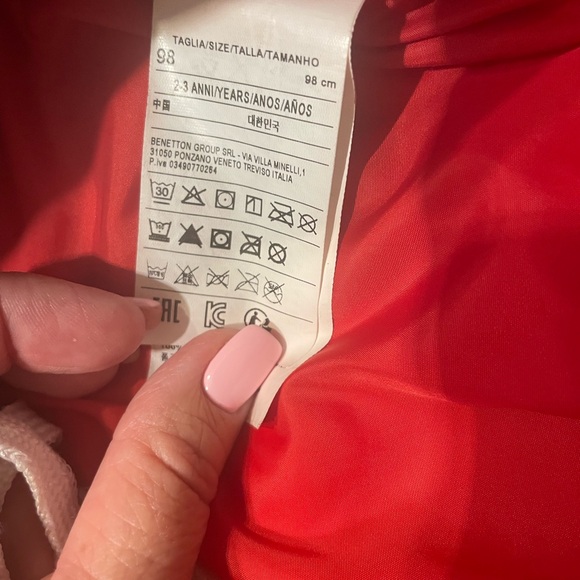 TAGLIA/SIZE/TALLA/TAMANHO
98 98 cm
2-3 ANNI/YEARS/ANOS/AÑOS
中国 대한민국
BENETTON GROUP SRL - VIA VILLA MINELLI,1
31050 PONZANO VENETO TREVISO ITALIA
P.iva 03490770264
30
EAC